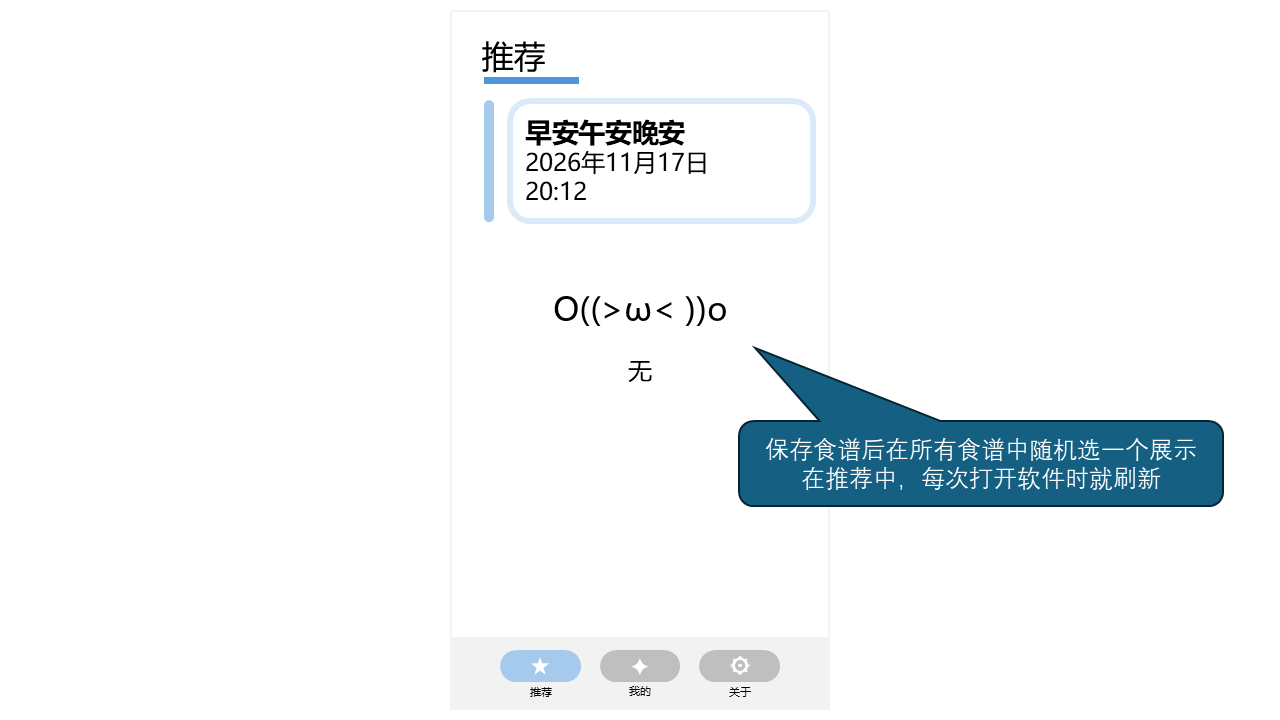 推荐
早安午安晚安
2026年11月17日
20:12
O((>ω< ))o
无
保存食谱后在所有食谱中随机选一个展示
在推荐中，每次打开软件时就刷新
推荐
我的
关于